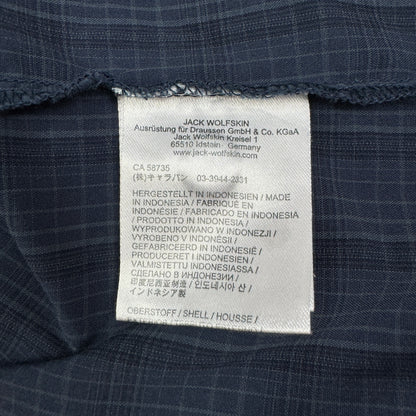 JACK WOLFSKIN
Ausrüstung für Draussen GmbH & Co. KGaA
Jack Wolfskin Kreisel 1
65510 Idstein Germany
www.jack-wolfskin.com
CA 58735
(株)キャラバン 03-3944-2331
HERGESTELLT IN INDONESIEN / MADE
IN INDONESIA / FABRIQUÉ EN
INDONÉSIE / FABRICADO EN INDONESIA
/ PRODOTTO IN INDONESIA /
WYPRODUKOWANO W INDONEZJI /
VYROBENO V INDONÉSII /
GEFABRICEERD IN INDONESIË /
PRODUCERET I INDONESIEN /
VALMISTETTU INDONESIASSA /
СДЕЛАНО В ИНДОНЕЗИИ /
印度尼西亚制造 / 인도네시아 산 /
インドネシア製
OBERSTOFF / SHELL / HOUSSE /